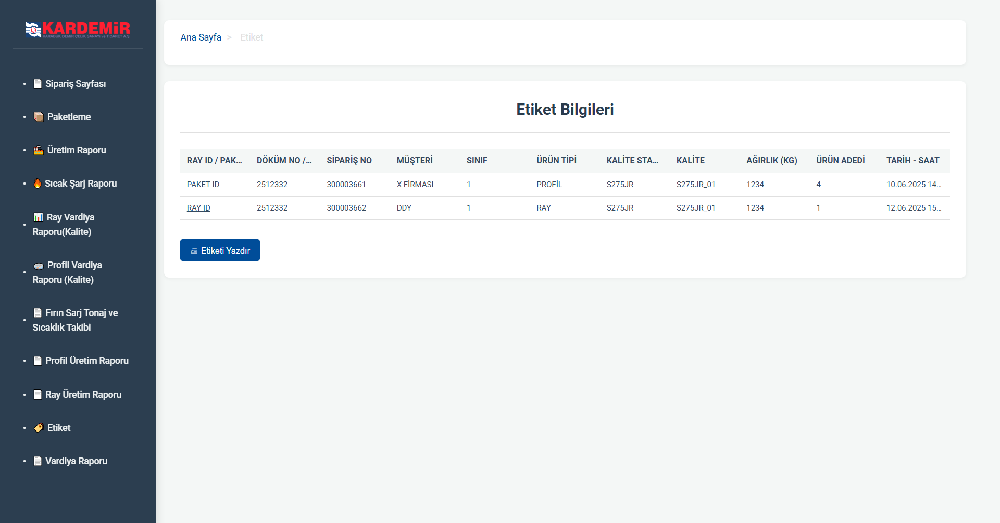 KARDEMiR
KARABÜK DEMİR ÇELİK SANAYİ ve TİCARET A.Ş.
Sipariş Sayfası
Paketleme
Üretim Raporu
Sıcak Şarj Raporu
Ray Vardiya
Raporu(Kalite)
Profil Vardiya
Raporu (Kalite)
Fırın Sarj Tonaj ve
Sıcaklık Takibi
Profil Üretim Raporu
Ray Üretim Raporu
Etiket
Vardiya Raporu
Ana Sayfa > Etiket
Etiket Bilgileri
RAY ID / PAK... DÖKÜM NO /... SİPARİŞ NO MÜŞTERİ SINIF ÜRÜN TİPİ KALİTE STA... KALİTE AĞIRLIK (KG) ÜRÜN ADEDİ TARİH - SAAT
PAKET ID 2512332 300003661 X FİRMASI 1 PROFİL S275JR S275JR_01 1234 4 10.06.2025 14...
RAY ID 2512332 300003662 DDY 1 RAY S275JR S275JR_01 1234 1 12.06.2025 15...
Etiketi Yazdır